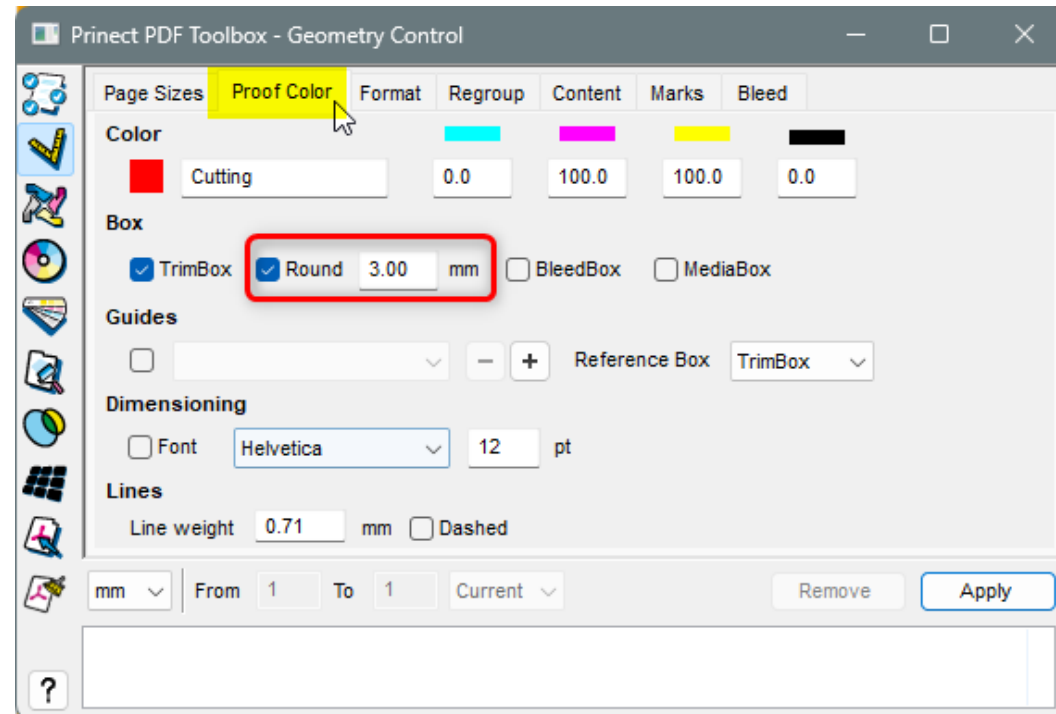 Prinect PDF Toolbox - Geometry Control
Page Sizes Proof Color Format Regroup Content Marks Bleed
Color
Cutting 0.0 100.0 100.0 0.0
Box
TrimBox Round 3.00 mm BleedBox MediaBox
Guides
− + Reference Box TrimBox
Dimensioning
Font Helvetica 12 pt
Lines
Line weight 0.71 mm Dashed
mm From 1 To 1 Current Remove Apply
?